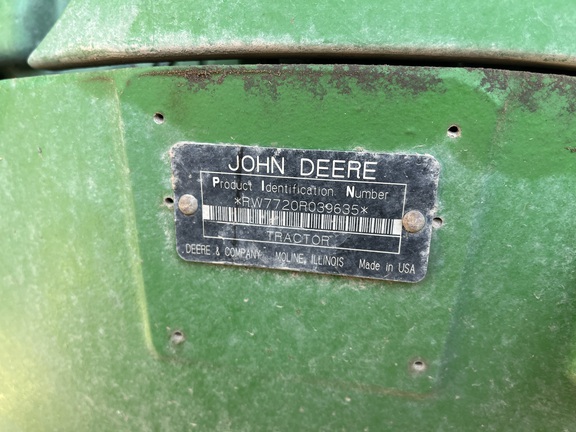 JOHN DEERE
Product Identification Number
*RW7720R039635*
TRACTOR
DEERE & COMPANY MOLINE, ILLINOIS Made in USA